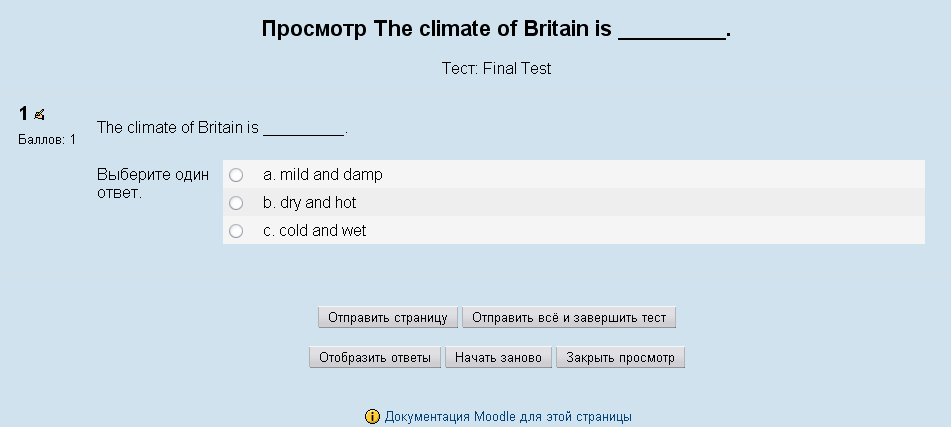 Просмотр The climate of Britain is _________.
Тест: Final Test
1
Баллов: 1
The climate of Britain is _________.
Выберите один
ответ.
a. mild and damp
b. dry and hot
c. cold and wet
Отправить страницу Отправить всё и завершить тест
Отобразить ответы Начать заново Закрыть просмотр
Документация Moodle для этой страницы